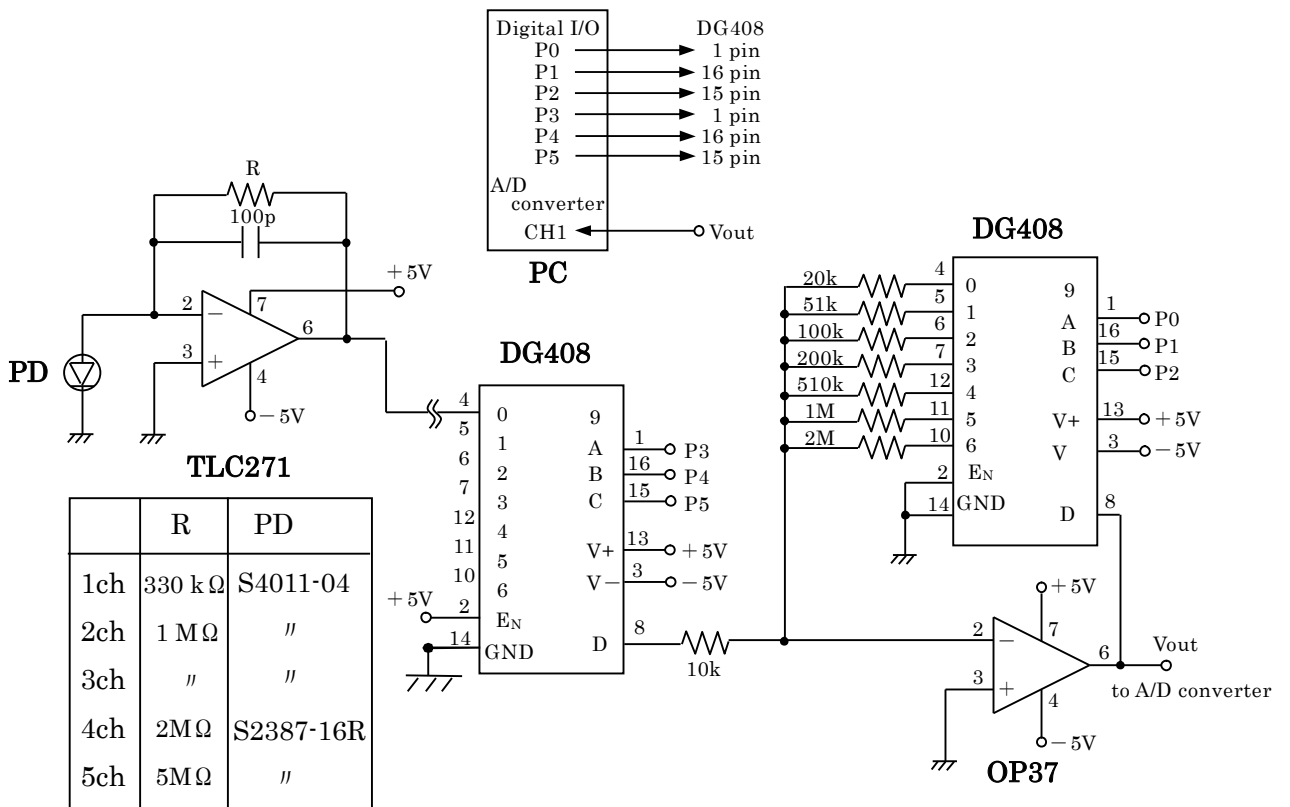 Digital I/O
DG408
P0 1 pin
P1 16 pin
P2 15 pin
P3 1 pin
P4 16 pin
P5 15 pin
A/D
converter
CH1
Vout
PC
R
100p
+5V
2
−
7
6
3
+
4
−5V
PD
TLC271
DG408
4 0
5 1
6 2
7 3
12 4
11 5
10 6
+5V
2 EN
14 GND
9
A 1 P3
B 16 P4
C 15 P5
V+ 13 +5V
V− 3 −5V
D 8
10k
DG408
20k 4 0
51k 5 1
100k 6 2
200k 7 3
510k 12 4
1M 11 5
2M 10 6
2 EN
14 GND
9
A 1 P0
B 16 P1
C 15 P2
V+ 13 +5V
V 3 −5V
D 8
+5V
2
−
7
6
3
+
4
−5V
Vout
to A/D converter
OP37
R PD
1ch 330 kΩ S4011-04
2ch 1 MΩ 〃
3ch 〃 〃
4ch 2MΩ S2387-16R
5ch 5MΩ 〃